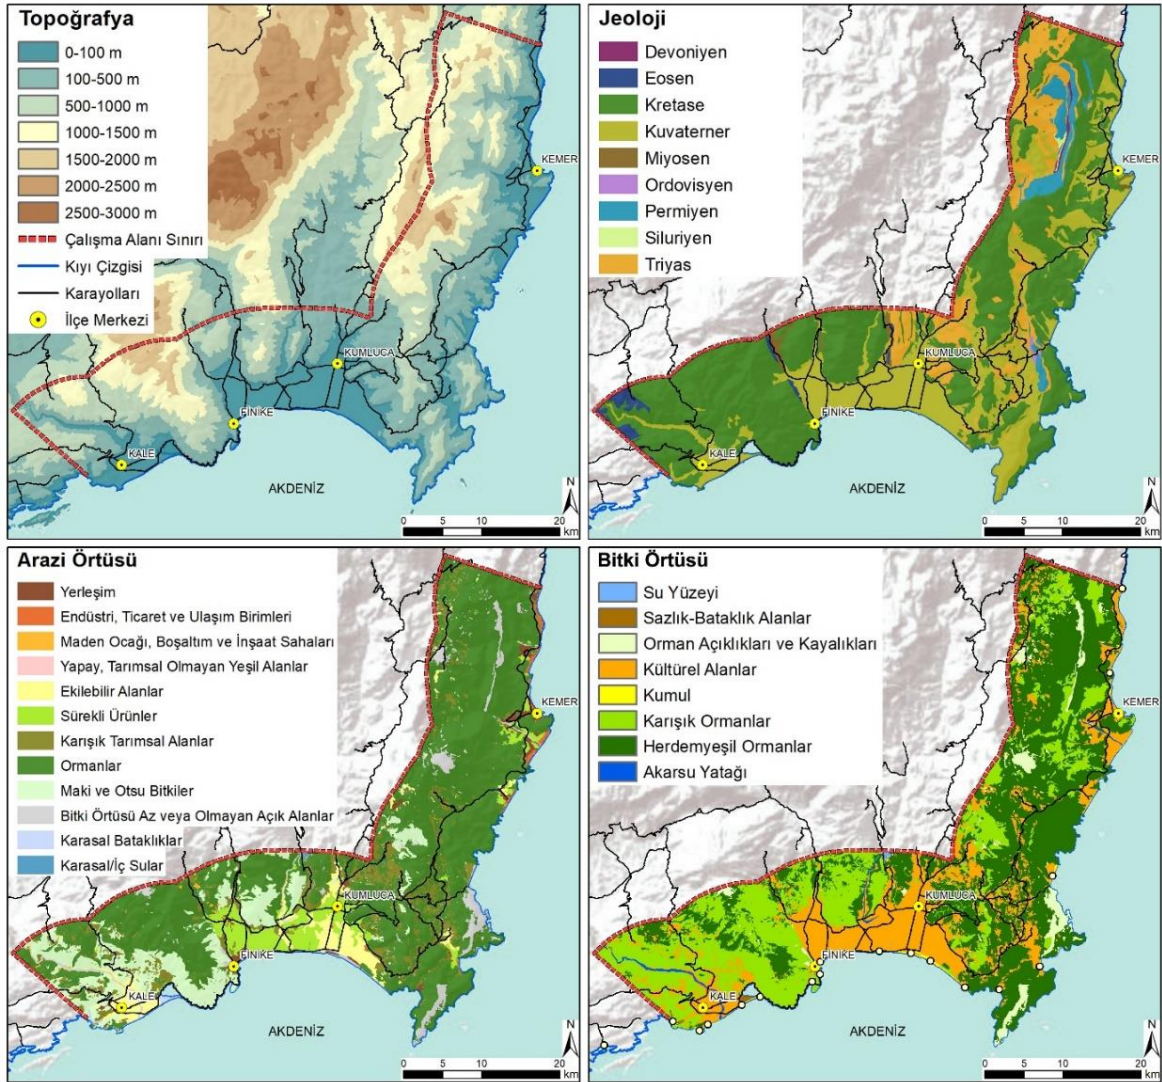 Topoğrafya
0-100 m
100-500 m
500-1000 m
1000-1500 m
1500-2000 m
2000-2500 m
2500-3000 m
Çalışma Alanı Sınırı
Kıyı Çizgisi
Karayolları
İlçe Merkezi
KEMER
KUMLUCA
FİNİKE
KALE
AKDENİZ
N
0 5 10 20
km
Jeoloji
Devoniyen
Eosen
Kretase
Kuvaterner
Miyosen
Ordovisyen
Permiyen
Siluriyen
Triyas
KEMER
KUMLUCA
FİNİKE
KALE
AKDENİZ
N
0 5 10 20
km
Arazi Örtüsü
Yerleşim
Endüstri, Ticaret ve Ulaşım Birimleri
Maden Ocağı, Boşaltım ve İnşaat Sahaları
Yapay, Tarımsal Olmayan Yeşil Alanlar
Ekilebilir Alanlar
Sürekli Ürünler
Karışık Tarımsal Alanlar
Ormanlar
Maki ve Otsu Bitkiler
Bitki Örtüsü Az veya Olmayan Açık Alanlar
Karasal Bataklıklar
Karasal/İç Sular
KEMER
KUMLUCA
FİNİKE
KALE
AKDENİZ
N
0 5 10 20
km
Bitki Örtüsü
Su Yüzeyi
Sazlık-Bataklık Alanlar
Orman Açıklıkları ve Kayalıkları
Kültürel Alanlar
Kumul
Karışık Ormanlar
Herdemyeşil Ormanlar
Akarsu Yatağı
KEMER
KUMLUCA
FİNİKE
KALE
AKDENİZ
N
0 5 10 20
km